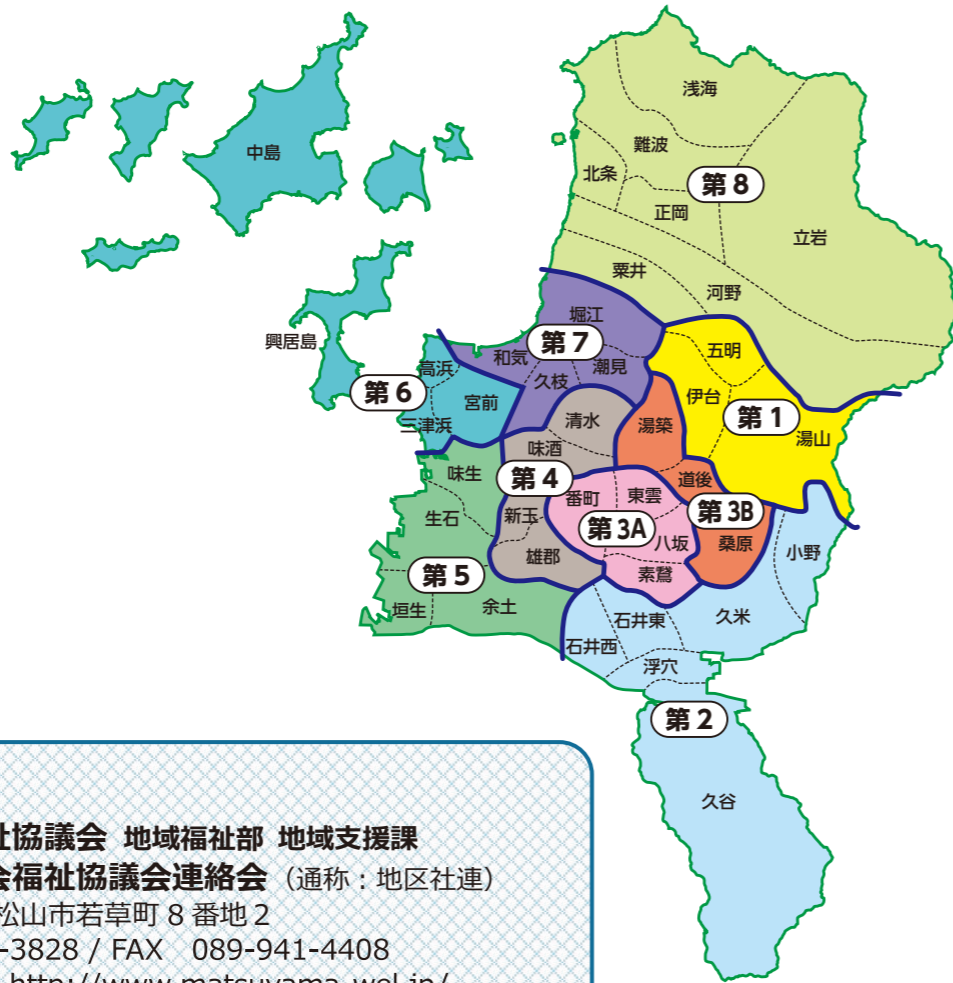 浅海
中島
難波
北条
第8
正岡
立岩
粟井
河野
堀江
興居島
第7
五明
和気
潮見
高浜
久枝
伊台
第6
宮前
清水
湯築
第1
三津浜
味酒
湯山
味生
第4
道後
番町
東雲
第3B
生石
新玉
第3A
八坂
桑原
小野
雄郡
第5
素鵞
垣生
余土
石井東
久米
石井西
浮穴
第2
久谷
祉協議会 地域福祉部 地域支援課
会福祉協議会連絡会（通称：地区社連）
松山市若草町8番地2
-3828 / FAX 089-941-4408
http://www.matsuyama-wel.jp/